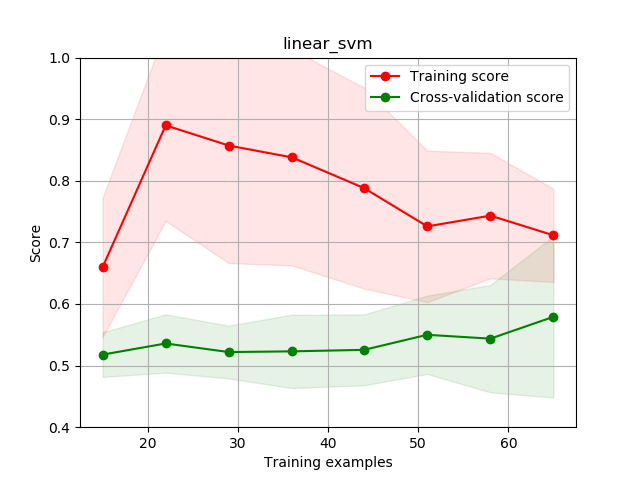 linear_svm
1.0
0.9
0.8
0.7
0.6
0.5
0.4
Score
Training score
Cross-validation score
20 30 40 50 60
Training examples